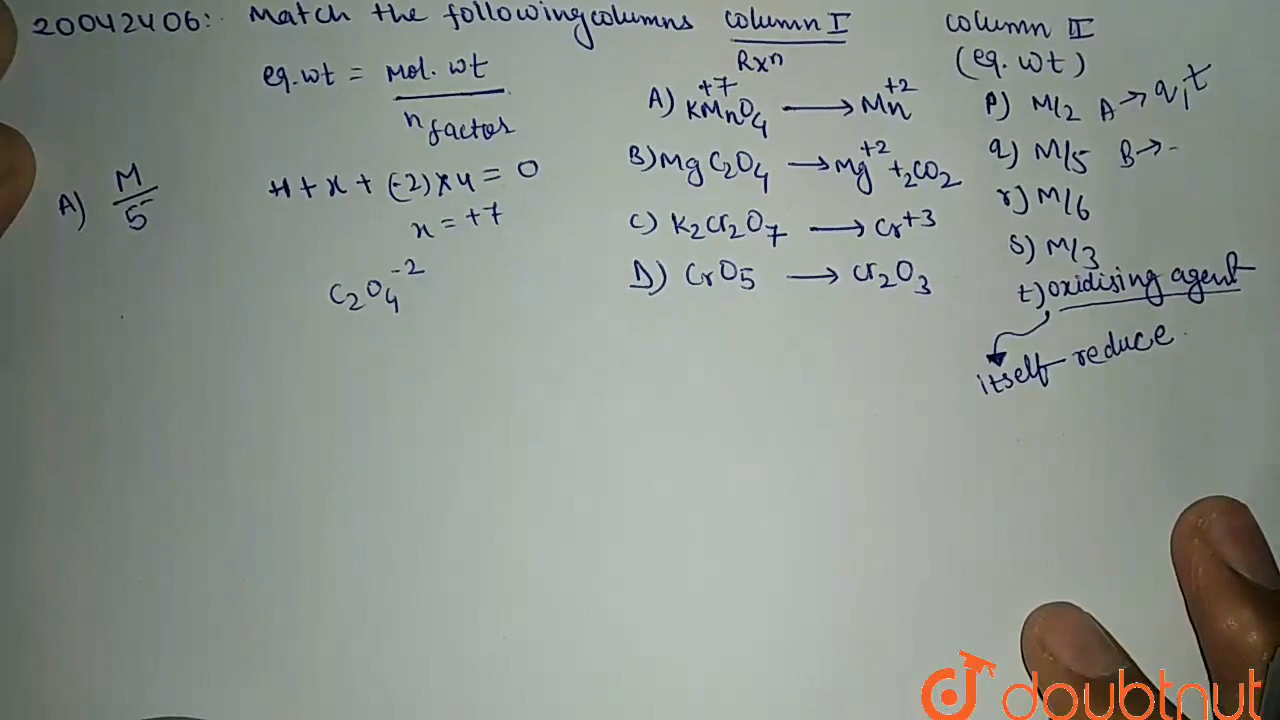 20042406: Match the following columns column I column II
Rxn (eq. wt)
eq. wt = Mol. wt / n factor
A) KMnO4 → Mn+2
+7
B) MgC2O4 → Mg+2 + 2CO2
C) K2Cr2O7 → Cr+3
D) CrO5 → Cr2O3
p) M/2
q) M/5
r) M/6
s) M/3
t) oxidising agent
itself reduce.
A → q, t
B → -
A) M/5
+1 + x + (-2) × 4 = 0
x = +7
C2O4-2
doubtnut